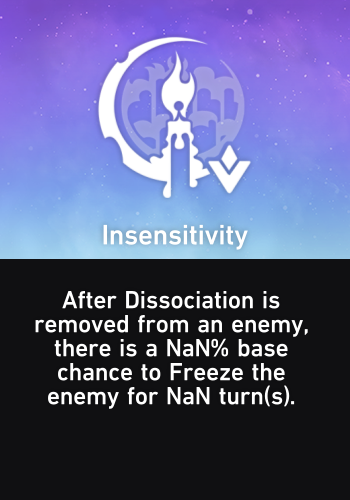 Insensitivity
After Dissociation is
removed from an enemy,
there is a NaN% base
chance to Freeze the
enemy for NaN turn(s).